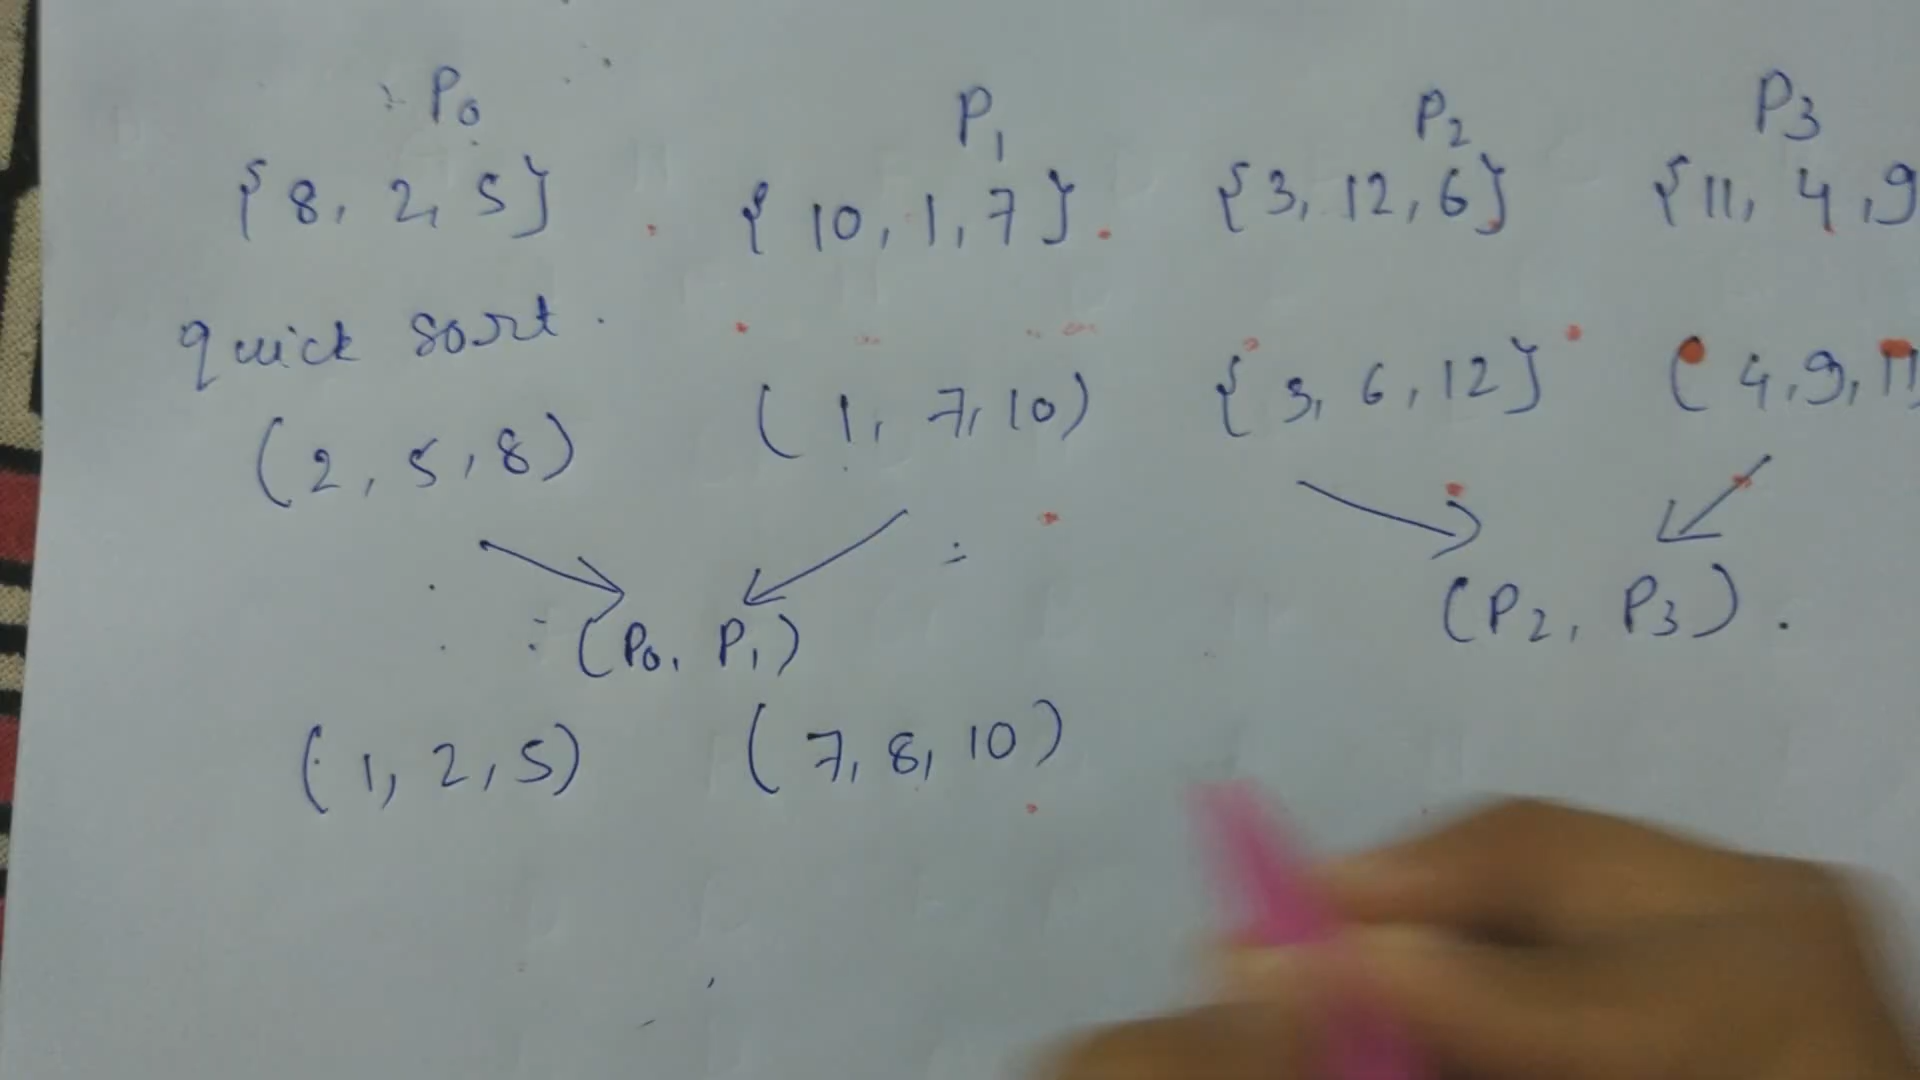 P0 P1 P2 P3
{8, 2, 5} {10, 1, 7} {3, 12, 6} {11, 4, 9
quick sort.
(2, 5, 8) (1, 7, 10) {3, 6, 12} (4, 9, 11
(P0, P1) (P2, P3).
(1, 2, 5) (7, 8, 10)